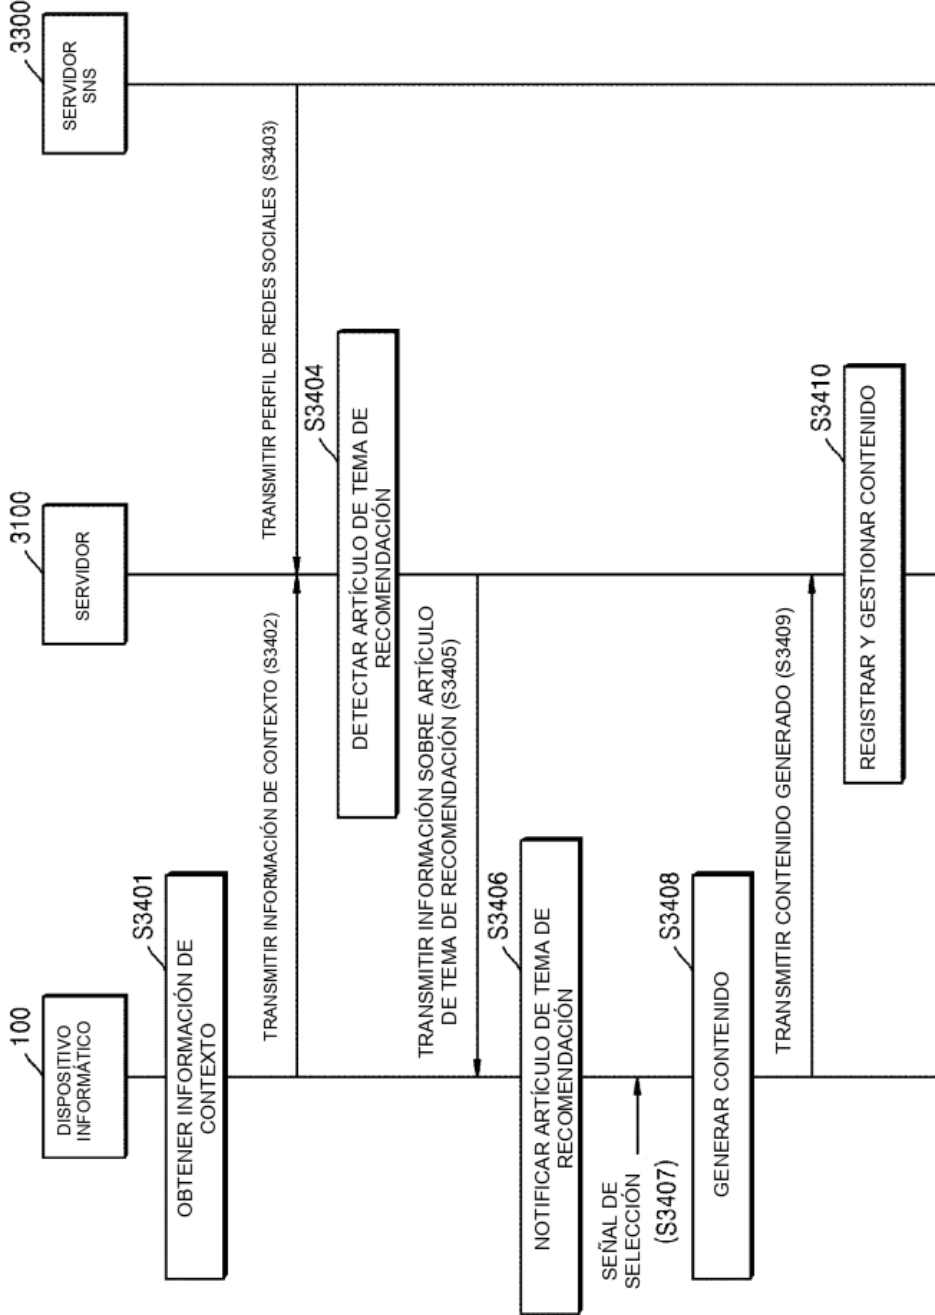 100
DISPOSITIVO
INFORMÁTICO
3100
SERVIDOR
3300
SERVIDOR
SNS
S3401
OBTENER INFORMACIÓN DE
CONTEXTO
TRANSMITIR INFORMACIÓN DE CONTEXTO (S3402)
TRANSMITIR PERFIL DE REDES SOCIALES (S3403)
S3404
DETECTAR ARTÍCULO DE TEMA DE
RECOMENDACIÓN
TRANSMITIR INFORMACIÓN SOBRE ARTÍCULO
DE TEMA DE RECOMENDACIÓN (S3405)
S3406
NOTIFICAR ARTÍCULO DE TEMA DE
RECOMENDACIÓN
SEÑAL DE
SELECCIÓN
(S3407)
S3408
GENERAR CONTENIDO
TRANSMITIR CONTENIDO GENERADO (S3409)
S3410
REGISTRAR Y GESTIONAR CONTENIDO